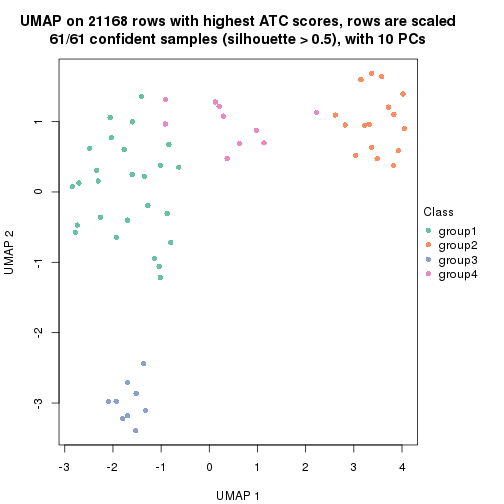 UMAP on 21168 rows with highest ATC scores, rows are scaled
61/61 confident samples (silhouette > 0.5), with 10 PCs
1
0
-1
-2
-3
UMAP 2
-3 -2 -1 0 1 2 3 4
UMAP 1
Class
group1
group2
group3
group4